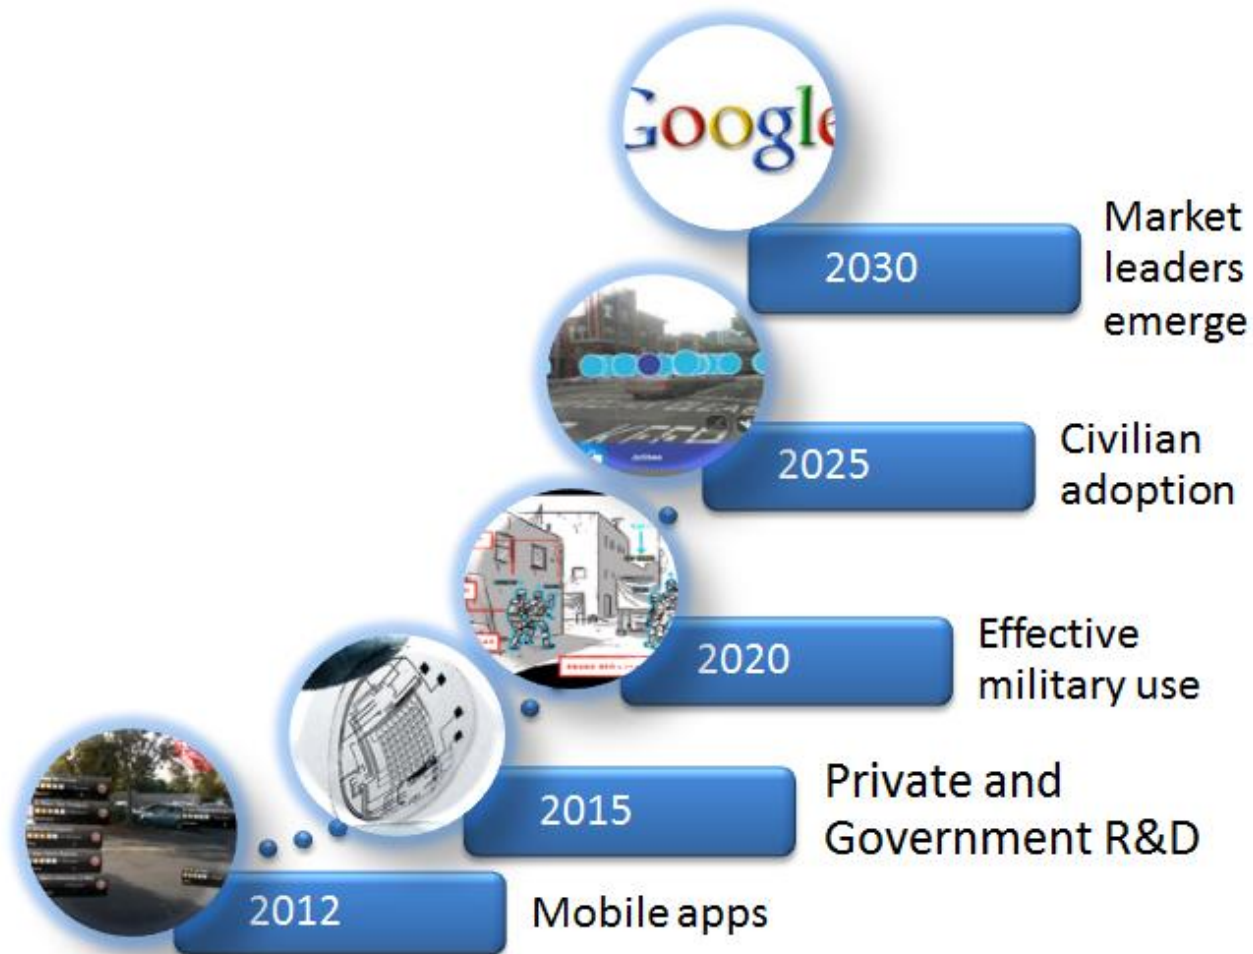 Google
2030
Market
leaders
emerge
2025
Civilian
adoption
2020
Effective
military use
2015
Private and
Government R&D
2012
Mobile apps